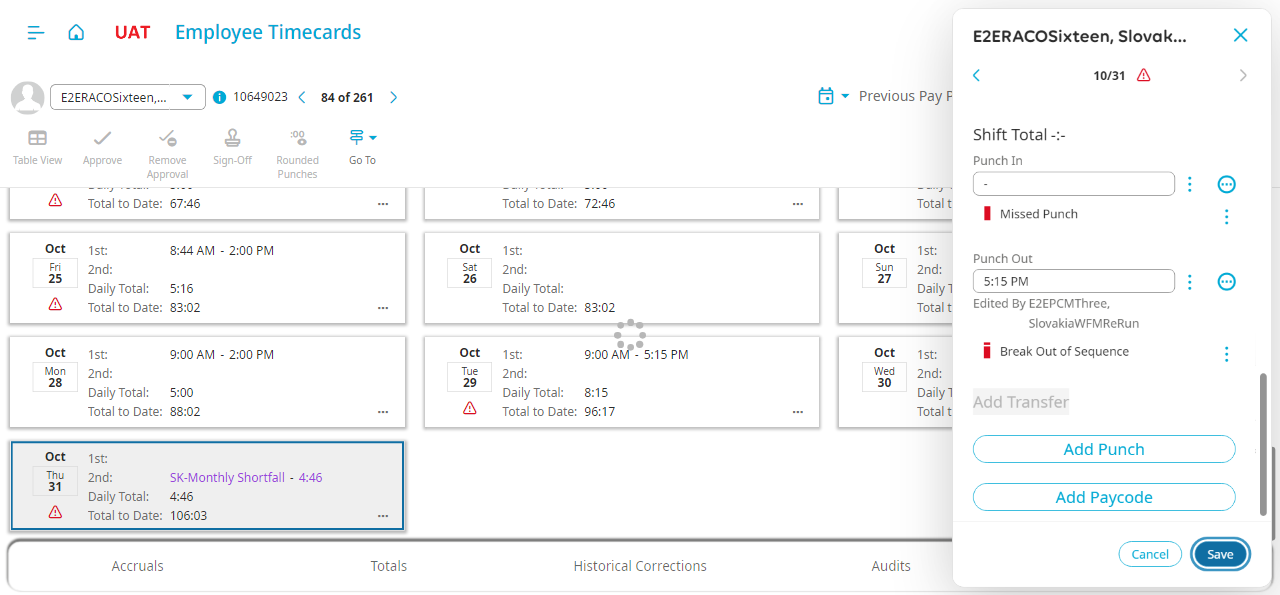 UAT
Employee Timecards
E2ERACOSixteen,...
10649023
84 of 261
Previous Pay P
Table View
Approve
Remove Approval
Sign-Off
Rounded Punches
Go To
Total to Date: 67:46
...
Total to Date: 72:46
...
Total t
Oct
Fri
25
1st: 8:44 AM - 2:00 PM
2nd:
Daily Total: 5:16
Total to Date: 83:02
...
Oct
Sat
26
1st:
2nd:
Daily Total:
Total to Date: 83:02
Oct
Sun
27
1st:
2nd:
Daily T
Total t
Oct
Mon
28
1st: 9:00 AM - 2:00 PM
2nd:
Daily Total: 5:00
Total to Date: 88:02
...
Oct
Tue
29
1st: 9:00 AM - 5:15 PM
2nd:
Daily Total: 8:15
Total to Date: 96:17
...
Oct
Wed
30
1st:
2nd:
Daily T
Total t
Oct
Thu
31
1st:
2nd: SK-Monthly Shortfall - 4:46
Daily Total: 4:46
Total to Date: 106:03
...
Accruals
Totals
Historical Corrections
Audits
E2ERACOSixteen, Slovak...
10/31
Shift Total -:-
Punch In
-
Missed Punch
Punch Out
5:15 PM
Edited By E2EPCMThree,
SlovakiaWFMReRun
Break Out of Sequence
Add Transfer
Add Punch
Add Paycode
Cancel
Save